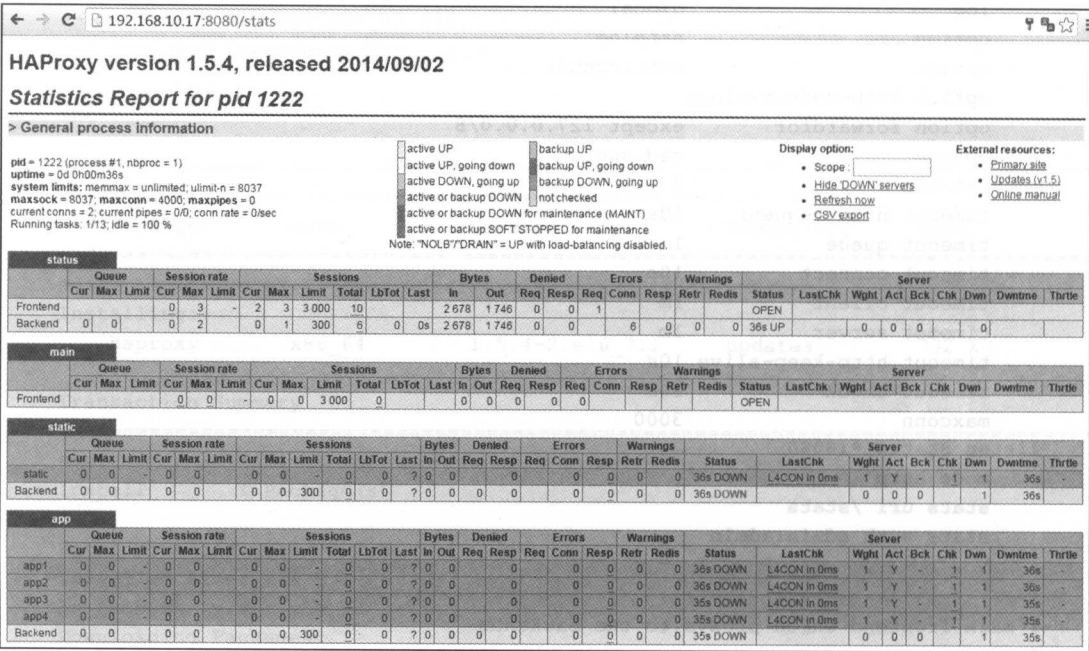 192.168.10.17:8080/stats
HAProxy version 1.5.4, released 2014/09/02
Statistics Report for pid 1222
> General process information
pid = 1222 (process #1, nbproc = 1)
uptime = 0d 0h00m36s
system limits: memmax = unlimited; ulimit-n = 8037
maxsock = 8037; maxconn = 4000; maxpipes = 0
current conns = 2; current pipes = 0/0; conn rate = 0/sec
Running tasks: 1/13; idle = 100 %
active UP backup UP
active UP, going down backup UP, going down
active DOWN, going up backup DOWN, going up
active or backup DOWN not checked
active or backup DOWN for maintenance (MAINT)
active or backup SOFT STOPPED for maintenance
Note: "NOLB"/"DRAIN" = UP with load-balancing disabled.
Display option:
• Scope :
• Hide 'DOWN' servers
• Refresh now
• CSV export
External resources:
• Primary site
• Updates (v1.5)
• Online manual
status
Queue Session rate Sessions Bytes Denied Errors Warnings Server
Cur Max Limit Cur Max Limit Cur Max Limit Total LbTot Last In Out Req Resp Req Conn Resp Retr Redis Status LastChk Wght Act Bck Chk Dwn Dwntme Thrtle
Frontend 0 3 - 2 3 3 000 10 2 678 1 746 0 0 1 OPEN
Backend 0 0 0 2 0 1 300 6 0 0s 2 678 1 746 0 0 6 0 0 0 36s UP 0 0 0 0
main
Queue Session rate Sessions Bytes Denied Errors Warnings Server
Cur Max Limit Cur Max Limit Cur Max Limit Total LbTot Last In Out Req Resp Req Conn Resp Retr Redis Status LastChk Wght Act Bck Chk Dwn Dwntme Thrtle
Frontend 0 0 - 0 0 3 000 0 0 0 0 0 0 OPEN
static
Queue Session rate Sessions Bytes Denied Errors Warnings Server
Cur Max Limit Cur Max Limit Cur Max Limit Total LbTot Last In Out Req Resp Req Conn Resp Retr Redis Status LastChk Wght Act Bck Chk Dwn Dwntme Thrtle
static 0 0 - 0 0 0 0 - 0 0 ? 0 0 0 0 0 0 0 36s DOWN L4CON in 0ms 1 Y - 1 1 36s -
Backend 0 0 0 0 0 0 300 0 0 ? 0 0 0 0 0 0 0 0 36s DOWN 0 0 0 1 36s
app
Queue Session rate Sessions Bytes Denied Errors Warnings Server
Cur Max Limit Cur Max Limit Cur Max Limit Total LbTot Last In Out Req Resp Req Conn Resp Retr Redis Status LastChk Wght Act Bck Chk Dwn Dwntme Thrtle
app1 0 0 - 0 0 0 0 - 0 0 ? 0 0 0 0 0 0 0 36s DOWN L4CON in 0ms 1 Y - 1 1 36s -
app2 0 0 - 0 0 0 0 - 0 0 ? 0 0 0 0 0 0 0 36s DOWN L4CON in 0ms 1 Y - 1 1 36s -
app3 0 0 - 0 0 0 0 - 0 0 ? 0 0 0 0 0 0 0 35s DOWN L4CON in 0ms 1 Y - 1 1 35s -
app4 0 0 - 0 0 0 0 - 0 0 ? 0 0 0 0 0 0 0 35s DOWN L4CON in 0ms 1 Y - 1 1 35s -
Backend 0 0 0 0 0 0 300 0 0 ? 0 0 0 0 0 0 0 0 35s DOWN 0 0 0 1 35s